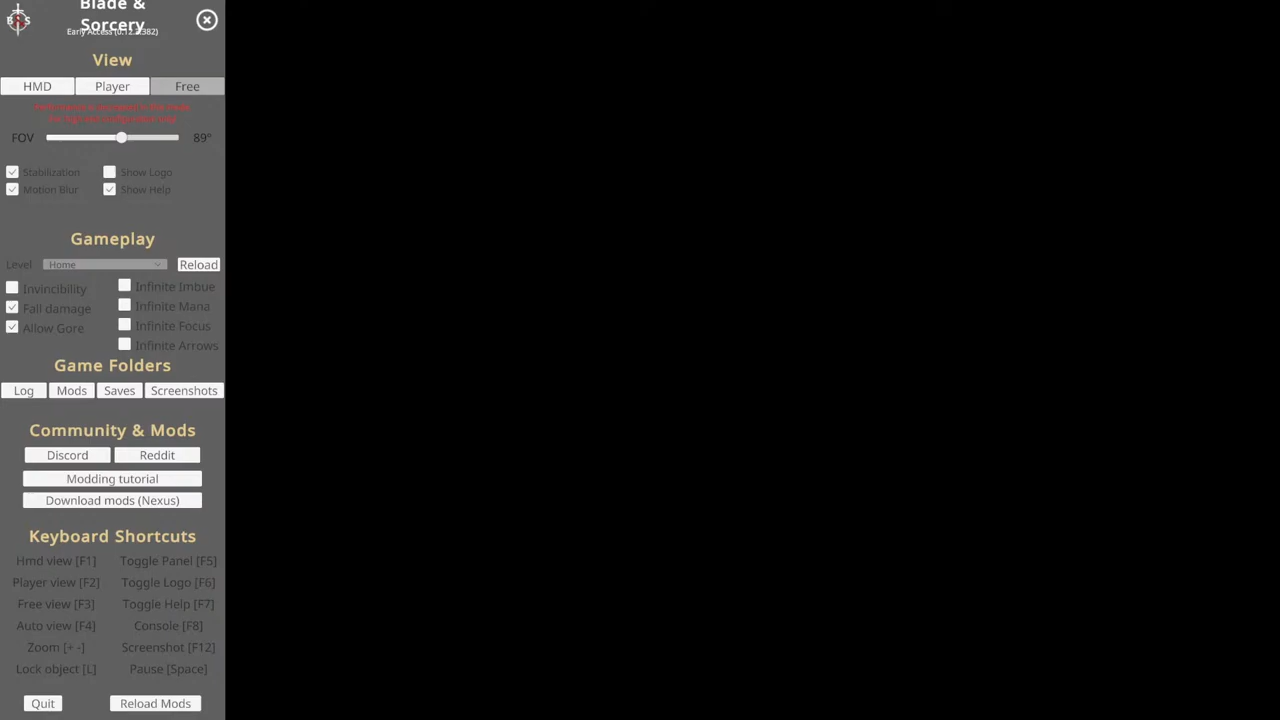 Blade &
Sorcery
View
HMD Player Free
FOV 89°
Stabilization Show Logo
Motion Blur Show Help
Gameplay
Level Home Reload
Invincibility Infinite Imbue
Fall damage Infinite Mana
Allow Gore Infinite Focus
Infinite Arrows
Game Folders
Log Mods Saves Screenshots
Community & Mods
Discord Reddit
Modding tutorial
Download mods (Nexus)
Keyboard Shortcuts
Hmd view [F1] Toggle Panel [F5]
Player view [F2] Toggle Logo [F6]
Free view [F3] Toggle Help [F7]
Auto view [F4] Console [F8]
Zoom [+ -] Screenshot [F12]
Lock object [L] Pause [Space]
Quit Reload Mods